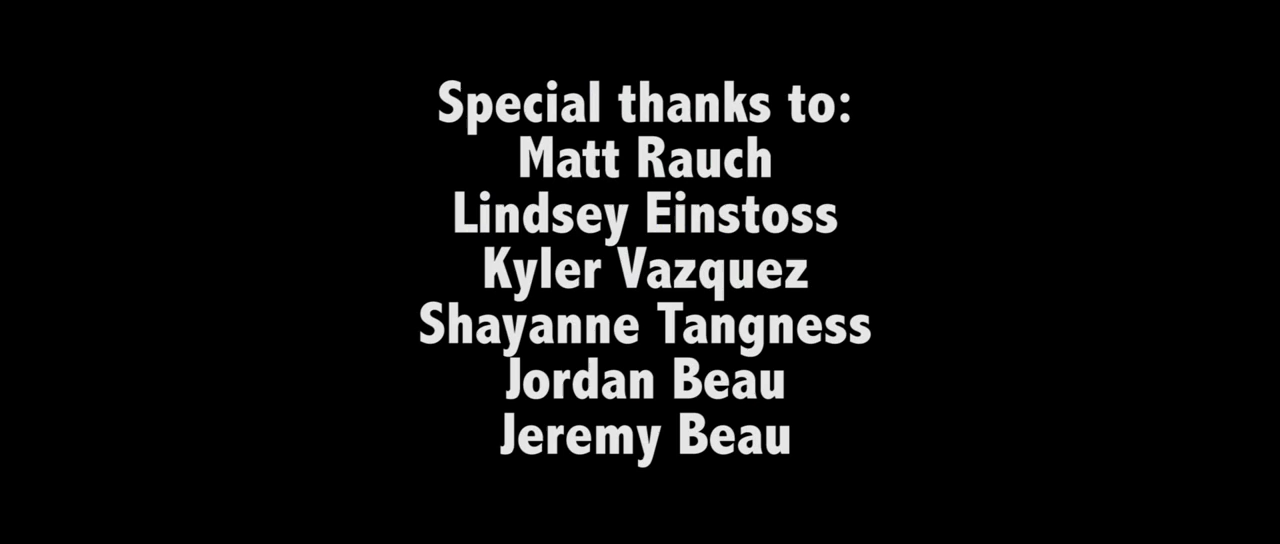 Special thanks to:
Matt Rauch
Lindsey Einstoss
Kyler Vazquez
Shayanne Tangness
Jordan Beau
Jeremy Beau